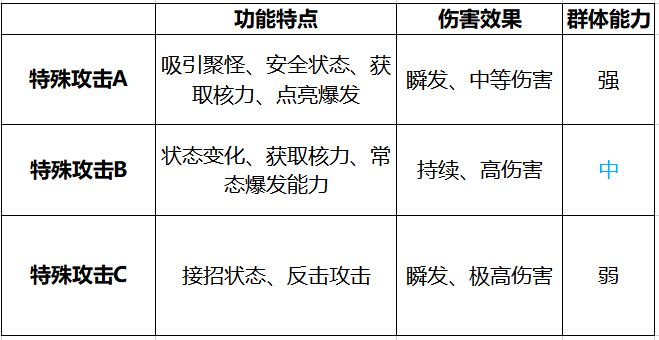 功能特点 伤害效果 群体能力
特殊攻击A
吸引聚怪、安全状态、获
取核力、点亮爆发
瞬发、中等伤害
强
特殊攻击B
状态变化、获取核力、常
态爆发能力
持续、高伤害
中
特殊攻击C
接招状态、反击攻击
瞬发、极高伤害
弱